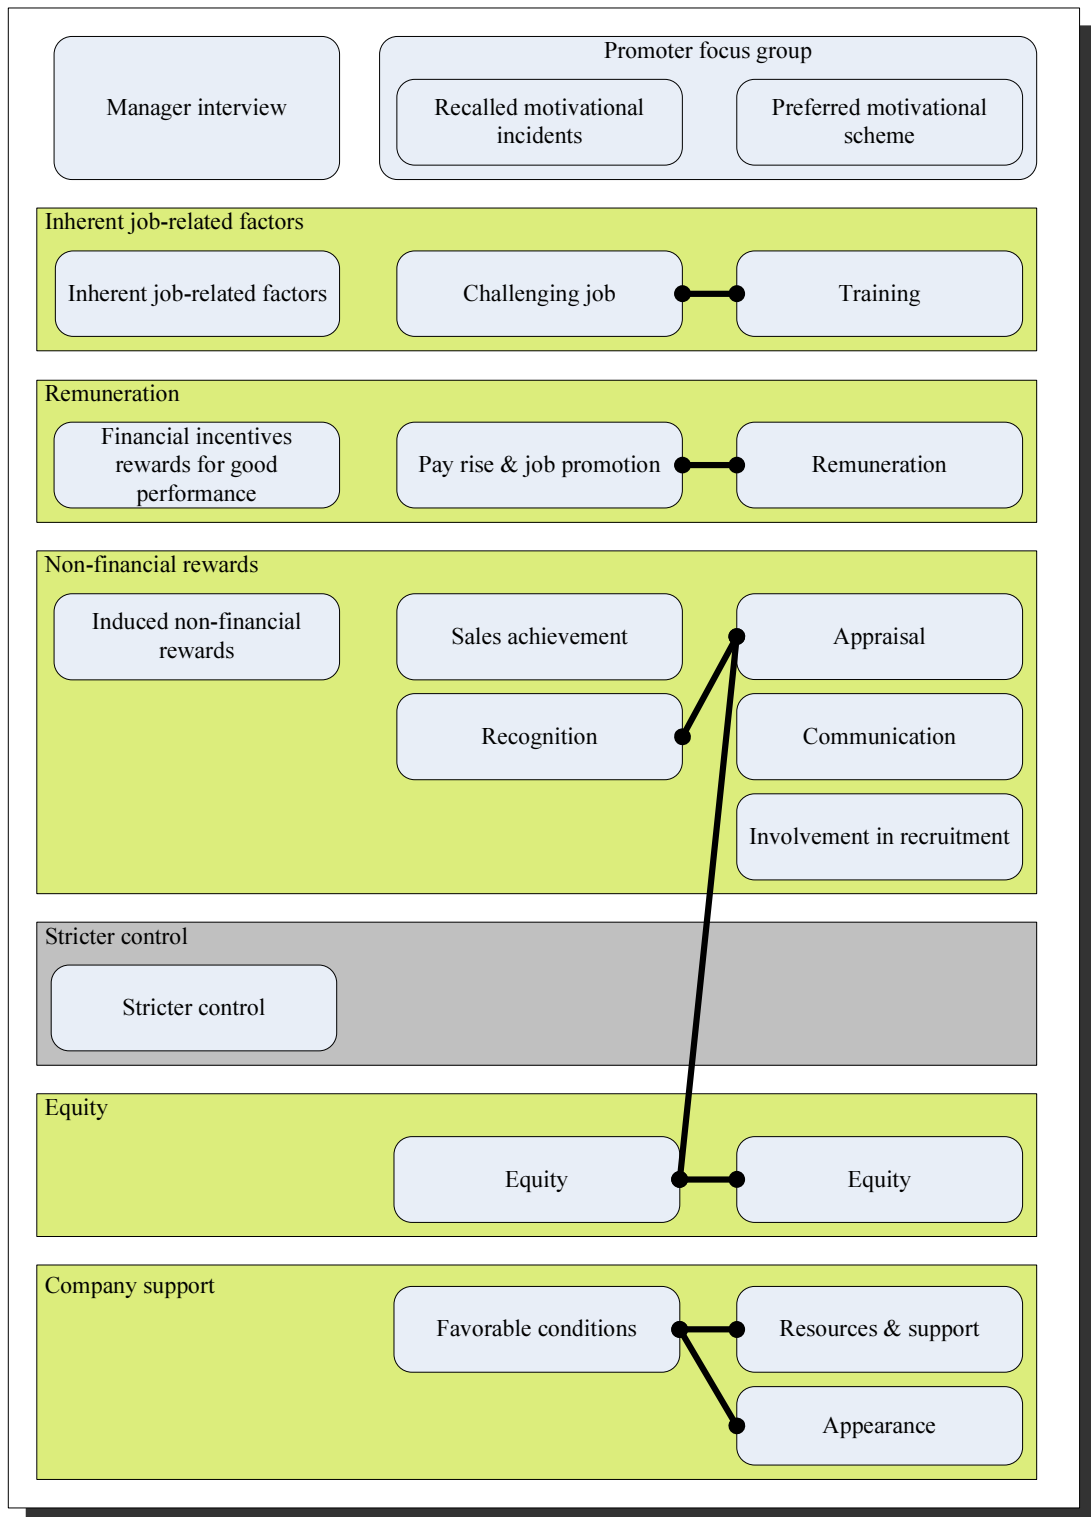 Manager interview
Promoter focus group
Recalled motivational
incidents
Preferred motivational
scheme
Inherent job-related factors
Inherent job-related factors
Challenging job
Training
Remuneration
Financial incentives
rewards for good
performance
Pay rise & job promotion
Remuneration
Non-financial rewards
Induced non-financial
rewards
Sales achievement
Appraisal
Recognition
Communication
Involvement in recruitment
Stricter control
Stricter control
Equity
Equity
Equity
Company support
Favorable conditions
Resources & support
Appearance